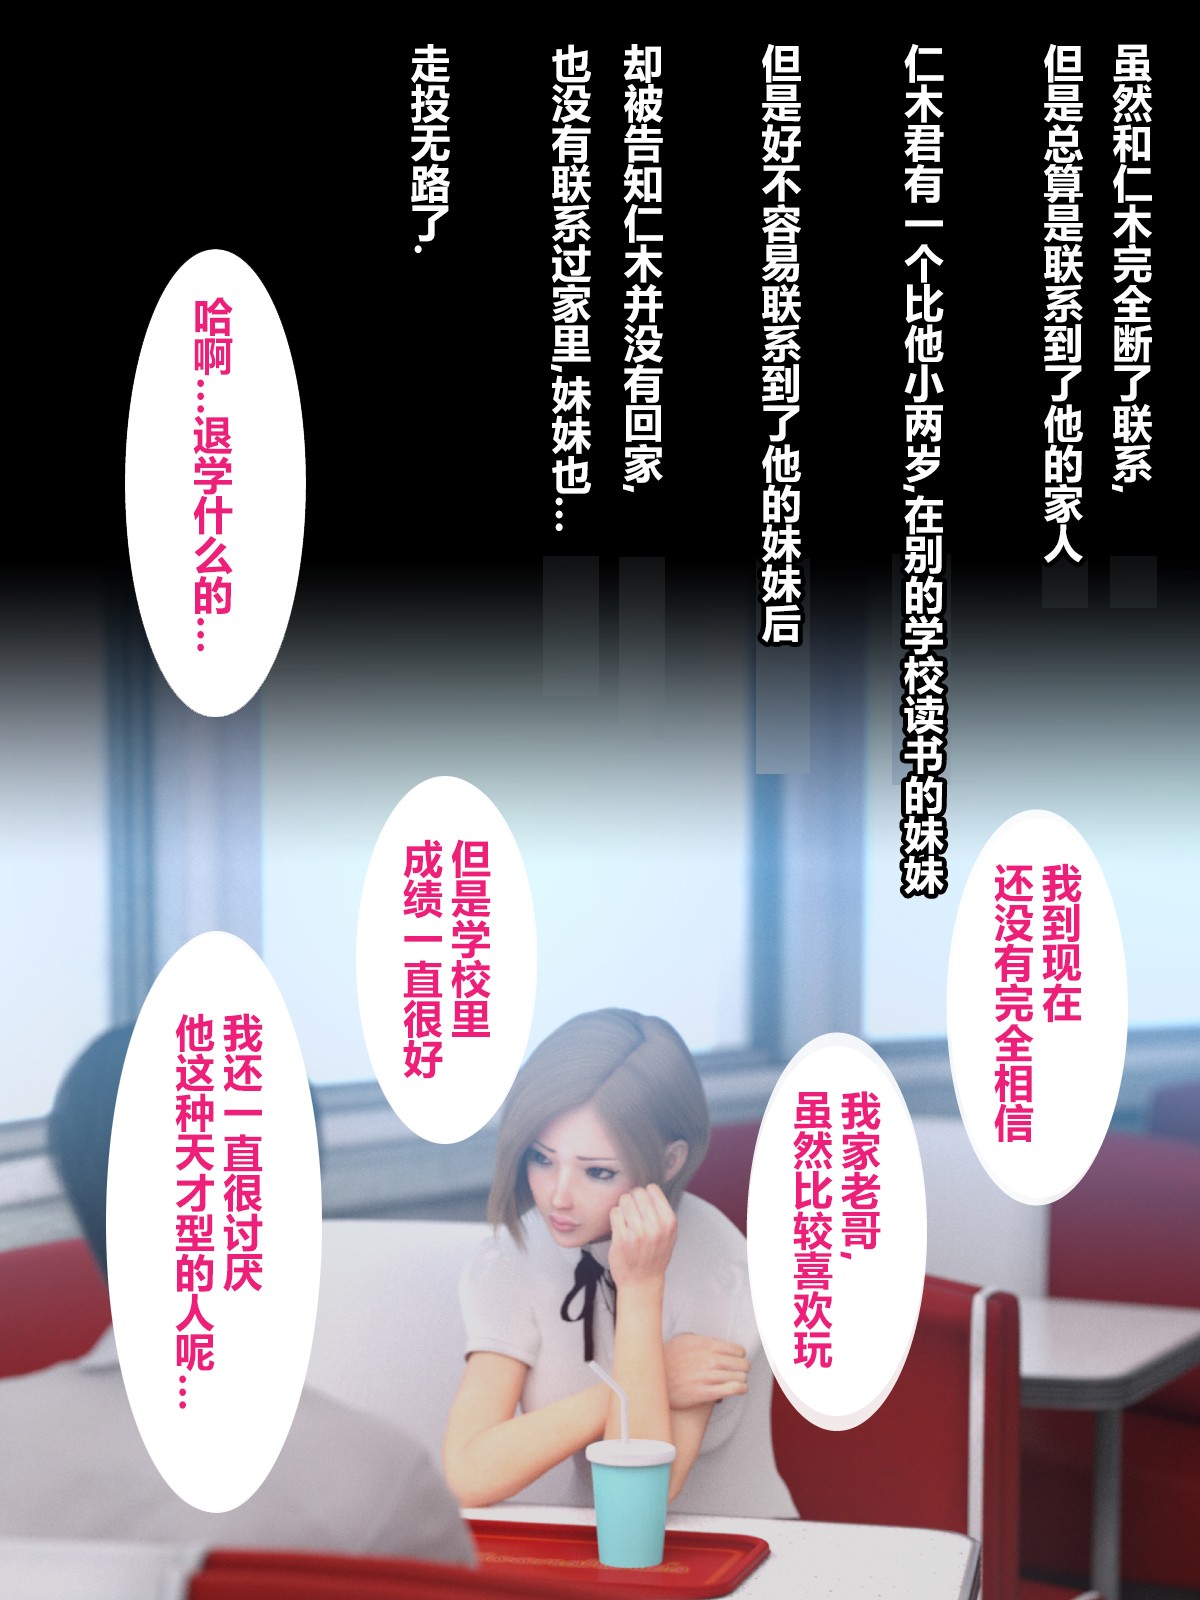 虽然和仁木完全断了联系,
但是总算是联系到了他的家人
仁木君有一个比他小两岁,在别的学校读书的妹妹
但是好不容易联系到了他的妹妹后
却被告知仁木并没有回家,
也没有联系过家里,妹妹也…
走投无路了.
哈啊…退学什么的…
我到现在
还没有完全相信
我家老哥,
虽然比较喜欢玩
但是学校里
成绩一直很好
我还一直很讨厌
他这种天才型的人呢…